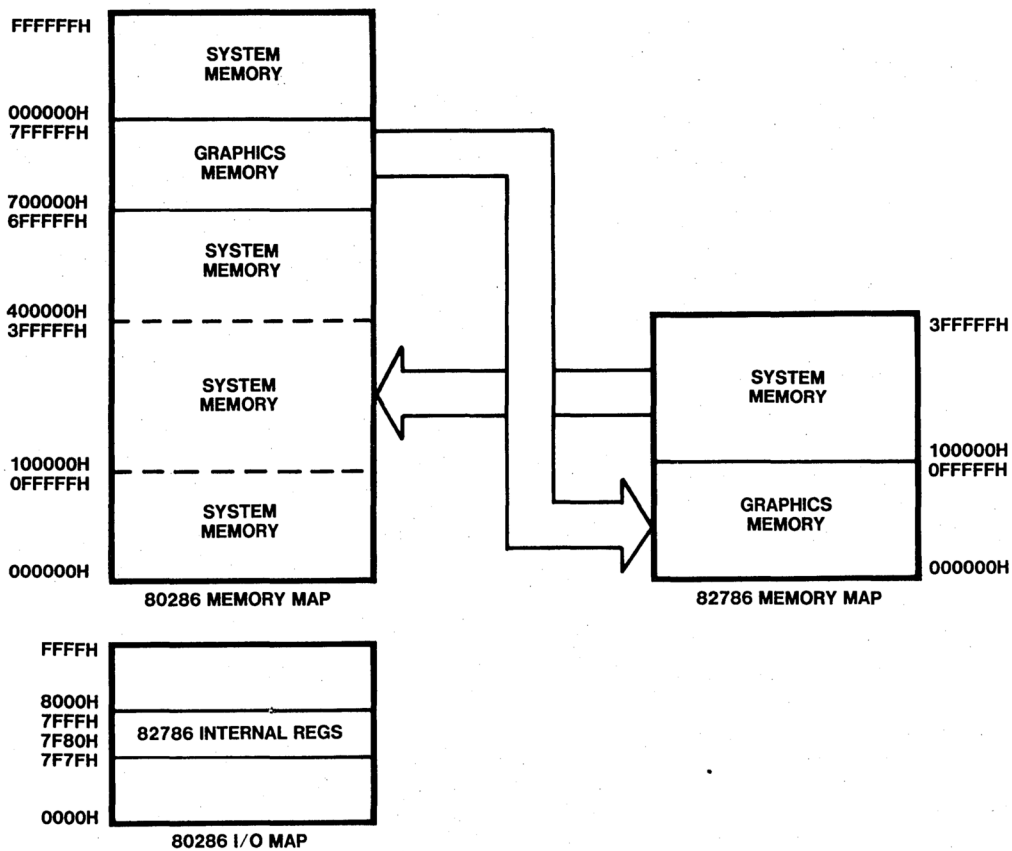 FFFFFFH
SYSTEM
MEMORY
000000H
7FFFFFH
GRAPHICS
MEMORY
700000H
6FFFFFH
SYSTEM
MEMORY
400000H
3FFFFFH
SYSTEM
MEMORY
100000H
0FFFFFH
SYSTEM
MEMORY
000000H
80286 MEMORY MAP
3FFFFFH
SYSTEM
MEMORY
100000H
0FFFFFH
GRAPHICS
MEMORY
000000H
82786 MEMORY MAP
FFFFH
8000H
7FFFH
82786 INTERNAL REGS
7F80H
7F7FH
0000H
80286 I/O MAP